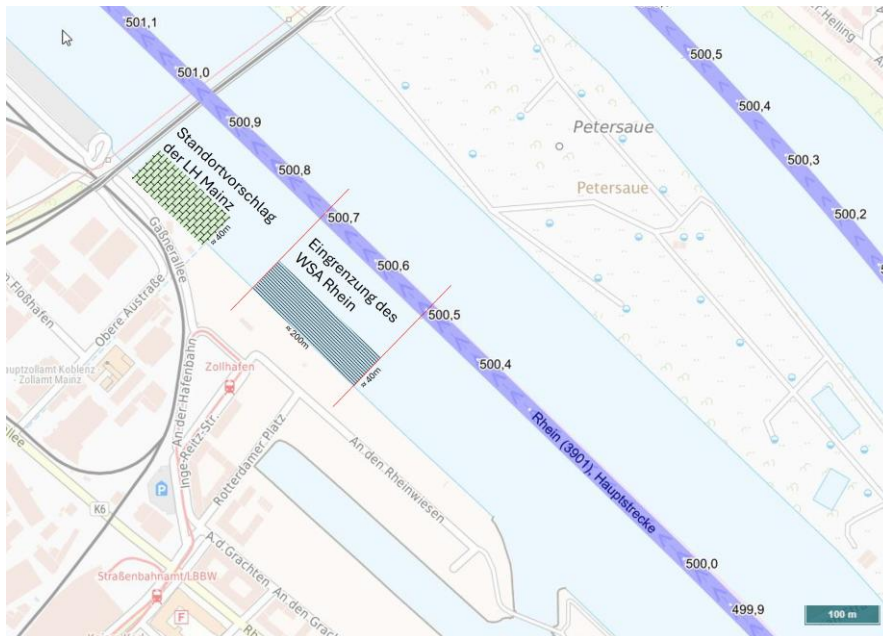 501,1
501,0
500,9
500,8
500,7
500,6
500,5
500,4
500,0
499,9
Rhein (3901), Hauptstrecke
500,5
500,4
500,3
500,2
Helling
Petersaue
Petersaue
Standortvorschlag
der LH Mainz
≈ 40m
Eingrenzung des
WSA Rhein
≈ 200m
≈ 40m
Gaßnerallee
Obere Austraße
Floßhafen
Hauptzollamt Koblenz
Zollamt Mainz
Zollhafen
An der Hafenbahn
Inge-Reitz-Str.
Rotterdamer Platz
An den Rheinwiesen
K6
P
A.d. Grachten
An den Grachten
Straßenbahnamt/LBBW
F
100 m